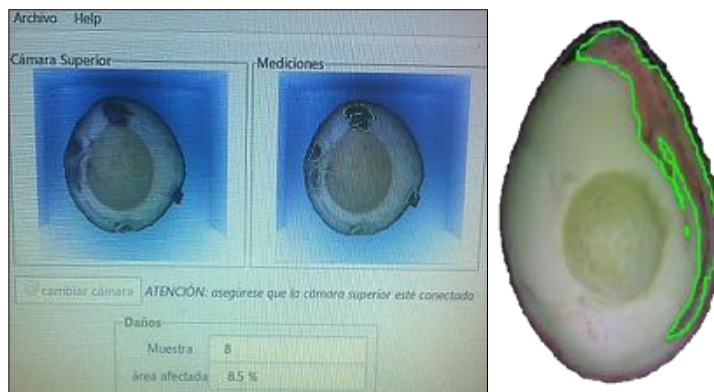 Archivo Help
Cámara Superior
Mediciones
cambiar cámara ATENCIÓN: asegúrese que la cámara superior esté conectada
Daños
Muestra 8
área afectada 8.5 %